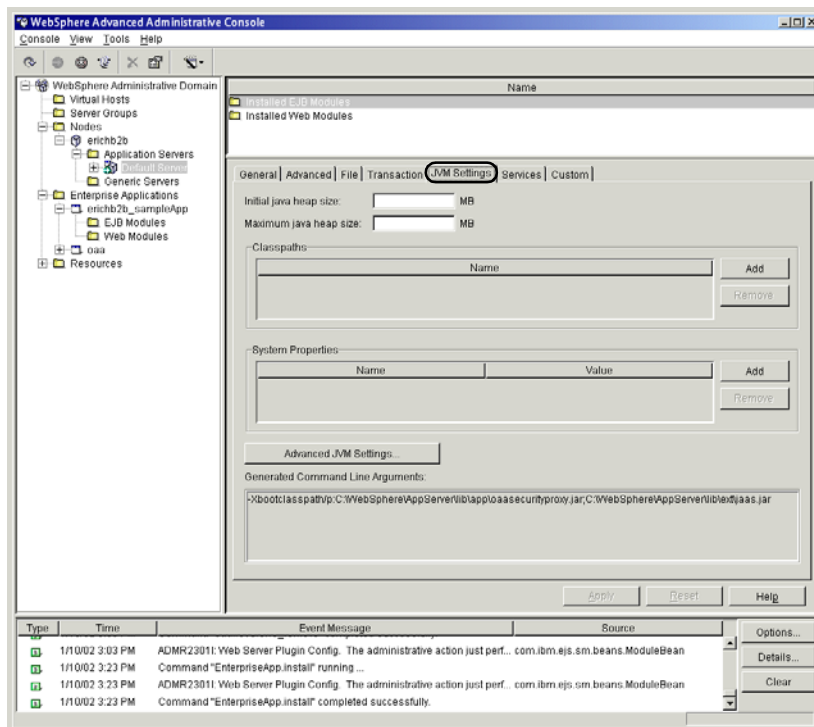 WebSphere Advanced Administrative Console
Console View Tools Help
WebSphere Administrative Domain
Virtual Hosts
Server Groups
Nodes
erichb2b
Application Servers
Default Server
Generic Servers
Enterprise Applications
erichb2b_sampleApp
EJB Modules
Web Modules
oaa
Resources
Name
Installed EJB Modules
Installed Web Modules
General Advanced File Transaction JVM Settings Services Custom
Initial java heap size: MB
Maximum java heap size: MB
Classpaths
Name
Add
Remove
System Properties
Name Value
Add
Remove
Advanced JVM Settings...
Generated Command Line Arguments:
-Xbootclasspath/p:C:\WebSphere\AppServer\lib\app\oaasecurityproxy.jar;C:\WebSphere\AppServer\lib\ext\jaas.jar
Apply Reset Help
Type Time Event Message Source
1/10/02 3:03 PM ADMR2301I: Web Server Plugin Config. The administrative action just perf... com.ibm.ejs.sm.beans.ModuleBean
1/10/02 3:23 PM Command "EnterpriseApp.install" running ...
1/10/02 3:23 PM ADMR2301I: Web Server Plugin Config. The administrative action just perf... com.ibm.ejs.sm.beans.ModuleBean
1/10/02 3:23 PM Command "EnterpriseApp.install" completed successfully.
Options...
Details...
Clear